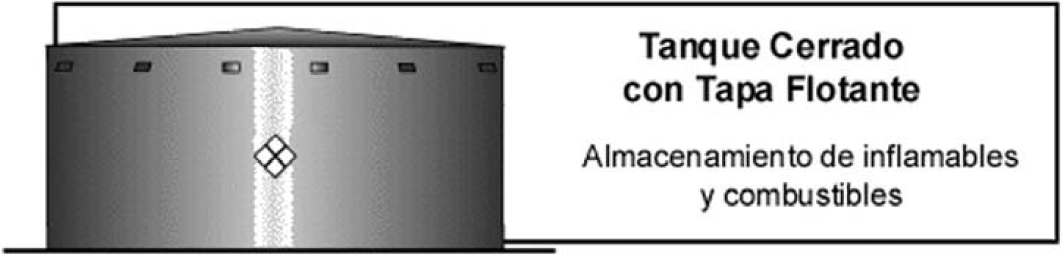 Tanque Cerrado
con Tapa Flotante
Almacenamiento de inflamables
y combustibles